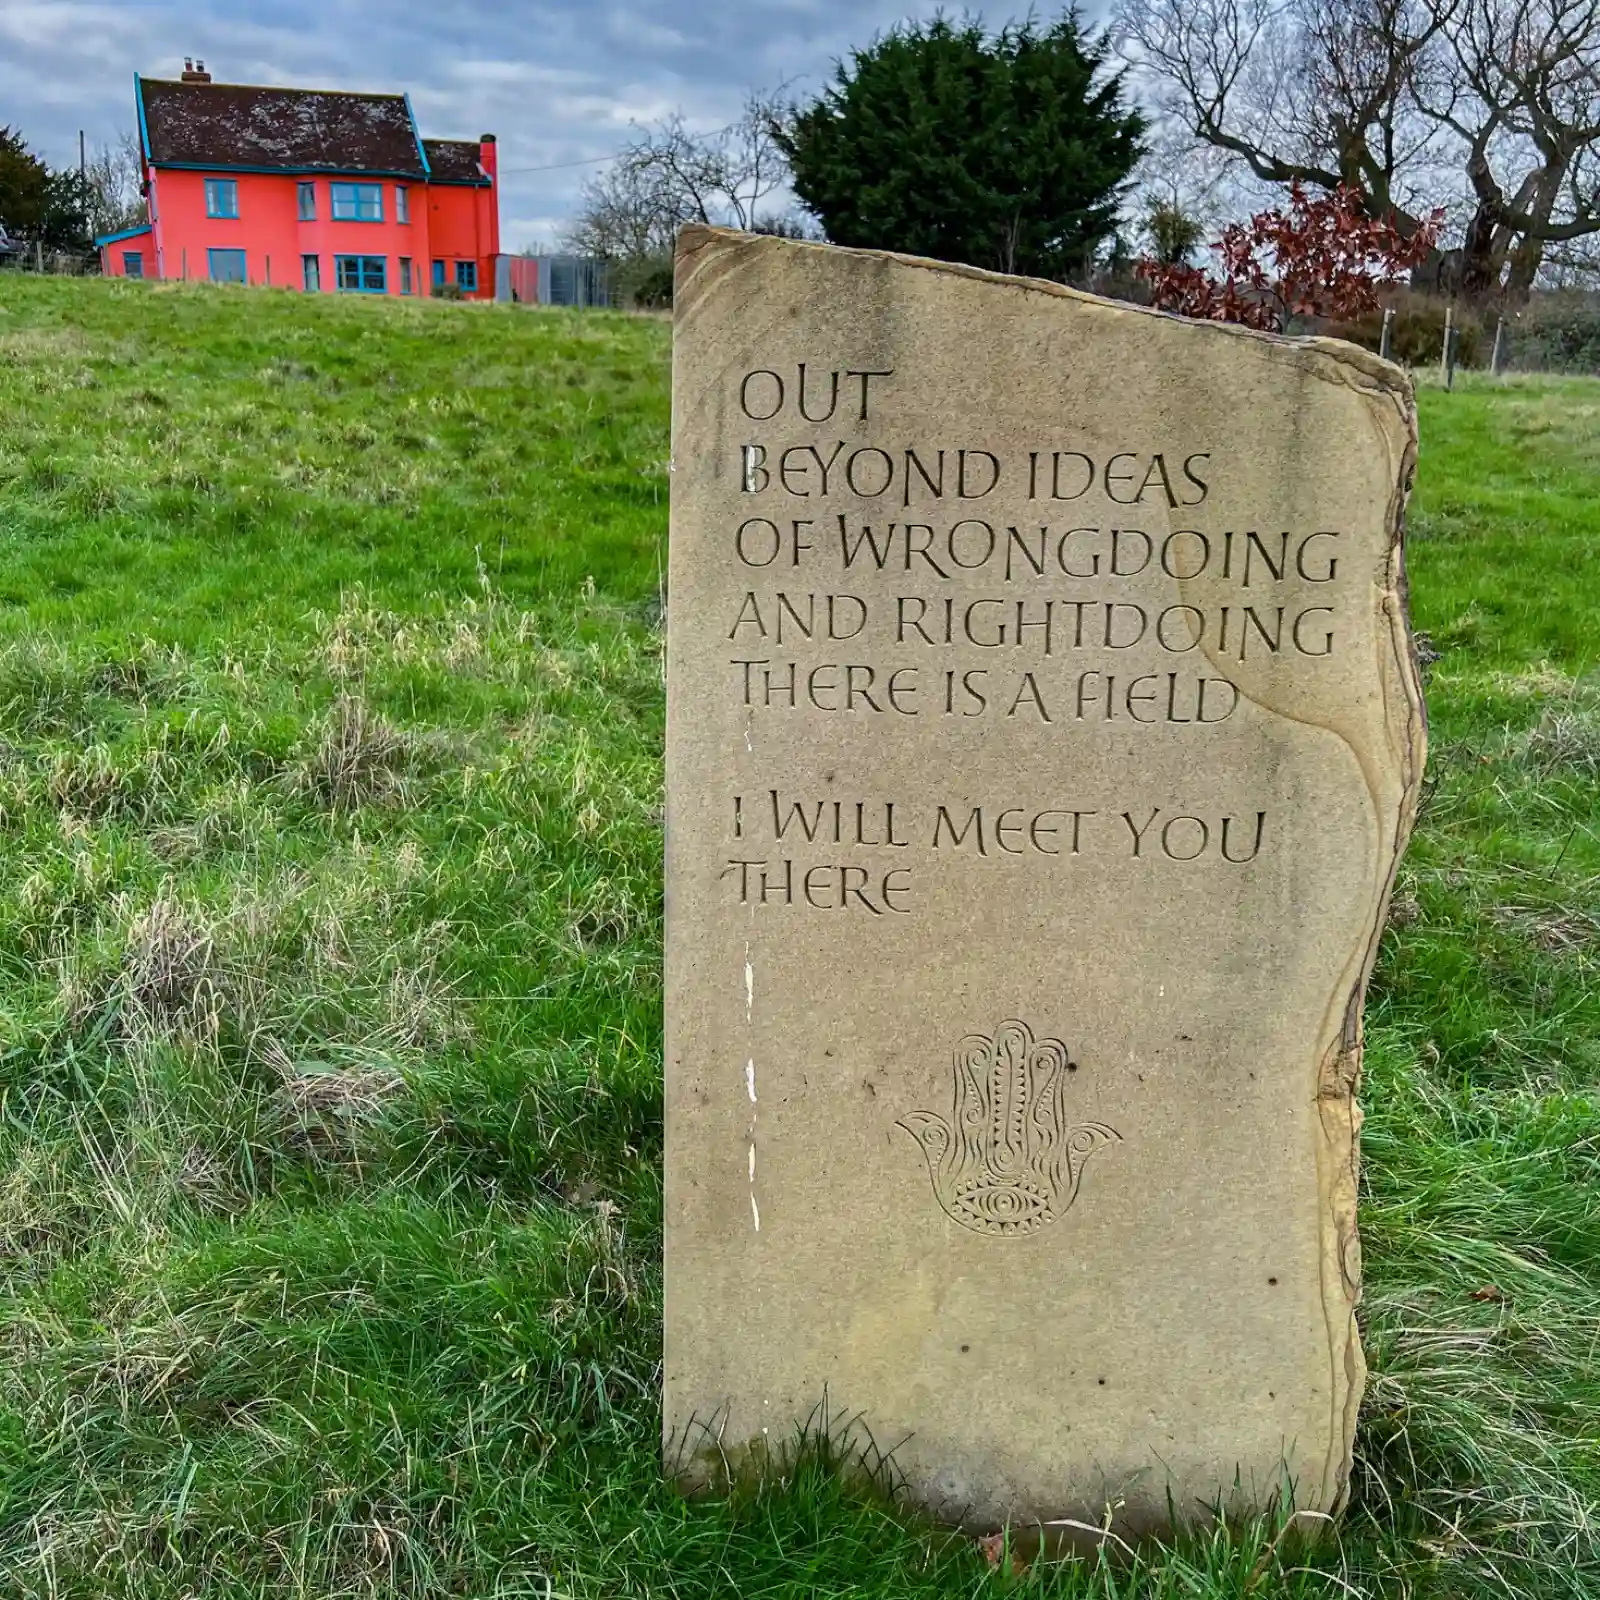 OUT
BEYOND IDEAS
OF WRONGDOING
AND RIGHTDOING
THERE IS A FIELD
I WILL MEET YOU
THERE